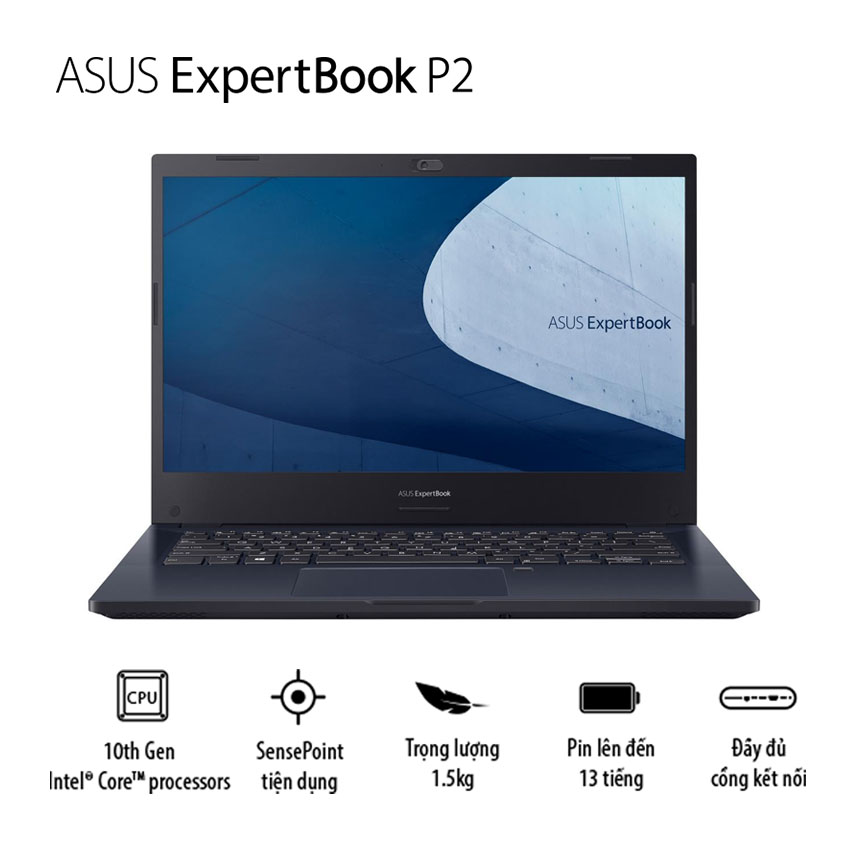 ASUS ExpertBook P2
ASUS ExpertBook
ASUS ExpertBook
CPU
10th Gen
Intel® Core™ processors
SensePoint
tiện dụng
Trọng lượng
1.5kg
Pin lên đến
13 tiếng
Đầy đủ
cổng kết nối